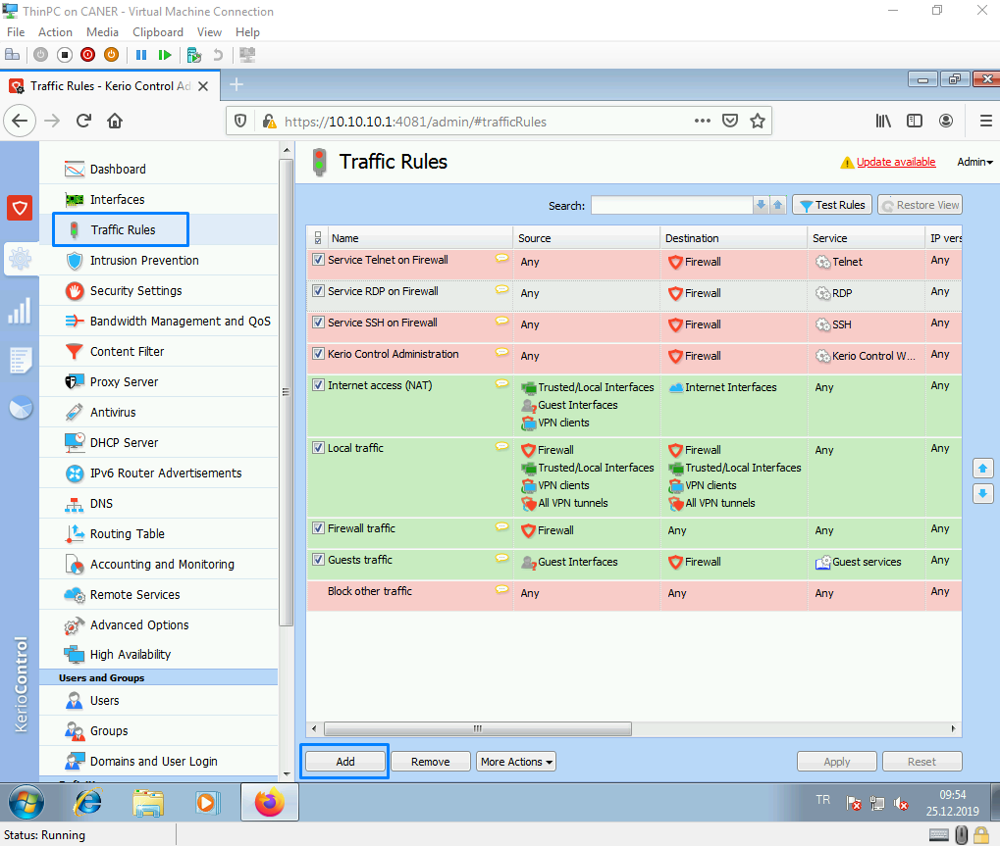 ThinPC on CANER - Virtual Machine Connection
File Action Media Clipboard View Help
Traffic Rules - Kerio Control Ad
https://10.10.10.1:4081/admin/#trafficRules
Traffic Rules
Update available
Admin
Search:
Test Rules
Restore View
Dashboard
Interfaces
Traffic Rules
Intrusion Prevention
Security Settings
Bandwidth Management and QoS
Content Filter
Proxy Server
Antivirus
DHCP Server
IPv6 Router Advertisements
DNS
Routing Table
Accounting and Monitoring
Remote Services
Advanced Options
High Availability
Users and Groups
Users
Groups
Domains and User Login
KerioControl
Name Source Destination Service IP vers
Service Telnet on Firewall Any Firewall Telnet Any
Service RDP on Firewall Any Firewall RDP Any
Service SSH on Firewall Any Firewall SSH Any
Kerio Control Administration Any Firewall Kerio Control W... Any
Internet access (NAT) Trusted/Local Interfaces Internet Interfaces Any Any
Guest Interfaces
VPN clients
Local traffic Firewall Firewall Any Any
Trusted/Local Interfaces Trusted/Local Interfaces
VPN clients VPN clients
All VPN tunnels All VPN tunnels
Firewall traffic Firewall Any Any Any
Guests traffic Guest Interfaces Firewall Guest services Any
Block other traffic Any Any Any Any
Add Remove More Actions Apply Reset
TR
09:54
25.12.2019
Status: Running